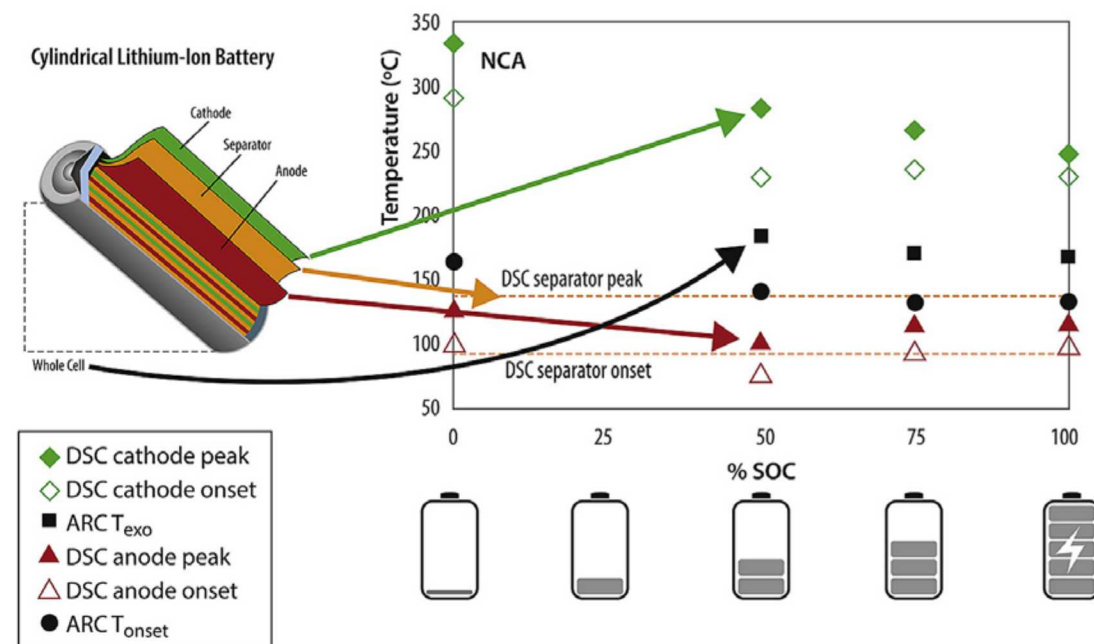 Cylindrical Lithium-Ion Battery
Cathode
Separator
Anode
Whole Cell
NCA
Temperature (ºC)
350
300
250
200
150
100
50
DSC separator peak
DSC separator onset
0 25 50 75 100
% SOC
DSC cathode peak
DSC cathode onset
ARC Texo
DSC anode peak
DSC anode onset
ARC Tonset